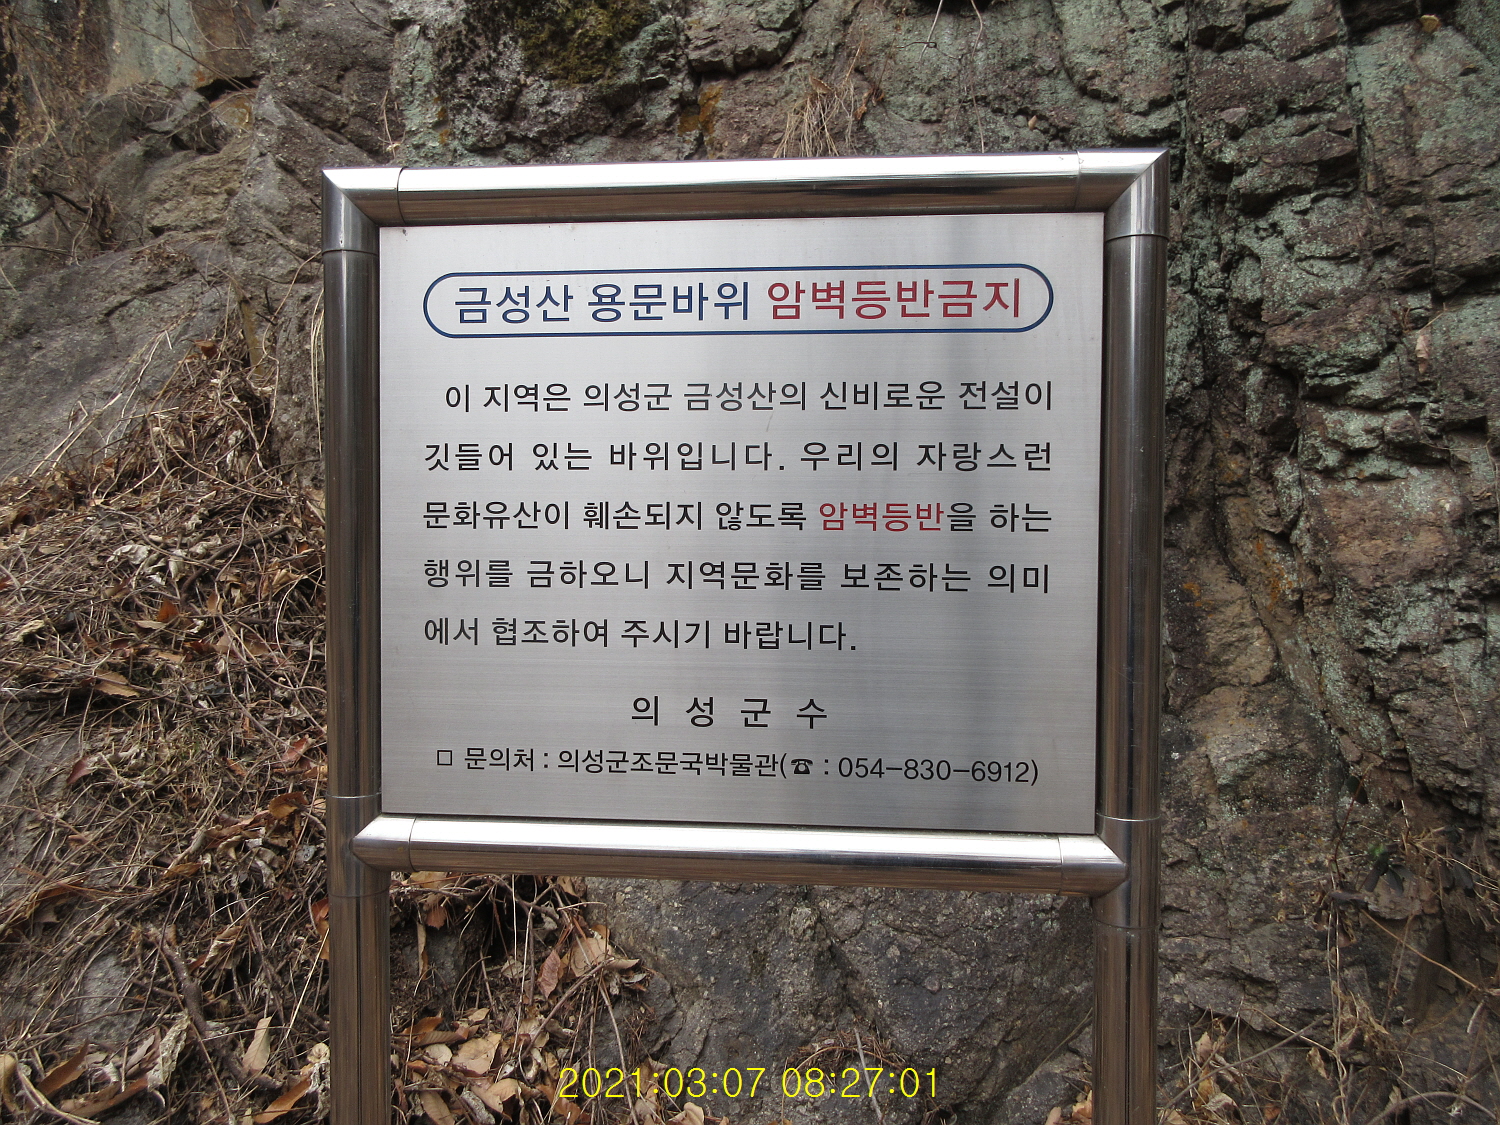 금성산 용문바위 암벽등반금지
이 지역은 의성군 금성산의 신비로운 전설이
깃들어 있는 바위입니다. 우리의 자랑스런
문화유산이 훼손되지 않도록 암벽등반을 하는
행위를 금하오니 지역문화를 보존하는 의미
에서 협조하여 주시기 바랍니다.
의 성 군 수
□ 문의처 : 의성군조문국박물관(☎ : 054-830-6912)
2021:03:07 08:27:01